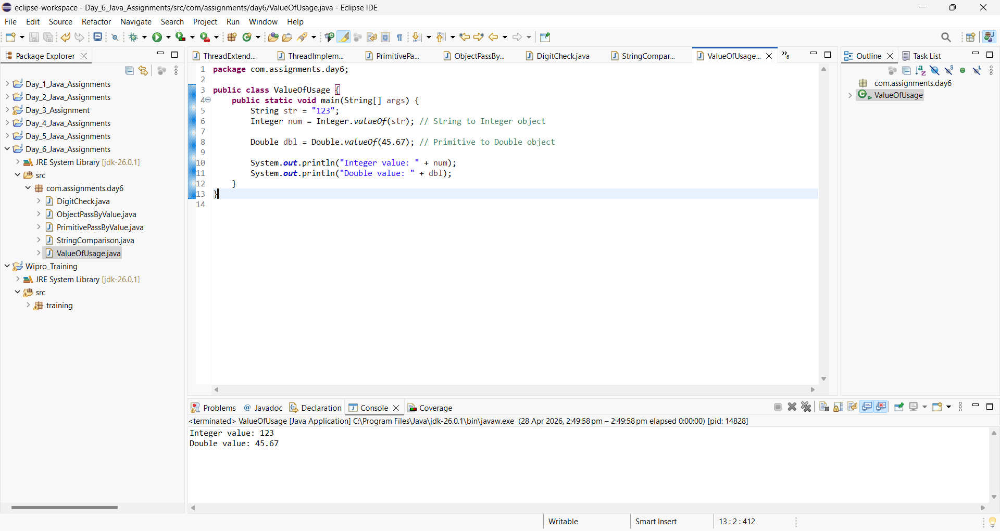 eclipse-workspace - Day_6_Java_Assignments/src/com/assignments/day6/ValueOfUsage.java - Eclipse IDE
File Edit Source Refactor Navigate Search Project Run Window Help
Package Explorer
Day_1_Java_Assignments
Day_2_Java_Assignments
Day_3_Assignment
Day_4_Java_Assignments
Day_5_Java_Assignments
Day_6_Java_Assignments
JRE System Library [jdk-26.0.1]
src
com.assignments.day6
DigitCheck.java
ObjectPassByValue.java
PrimitivePassByValue.java
StringComparison.java
ValueOfUsage.java
Wipro_Training
JRE System Library [jdk-26.0.1]
src
training
ThreadExtend... ThreadImplem... PrimitivePa... ObjectPassBy... DigitCheck.java StringCompar... ValueOfUsage... »6
1 package com.assignments.day6;
2
3 public class ValueOfUsage {
4 public static void main(String[] args) {
5 String str = "123";
6 Integer num = Integer.valueOf(str); // String to Integer object
7
8 Double dbl = Double.valueOf(45.67); // Primitive to Double object
9
10 System.out.println("Integer value: " + num);
11 System.out.println("Double value: " + dbl);
12 }
13 }
14
Outline Task List
com.assignments.day6
ValueOfUsage
Problems @ Javadoc Declaration Console Coverage
<terminated> ValueOfUsage [Java Application] C:\Program Files\Java\jdk-26.0.1\bin\javaw.exe (28 Apr 2026, 2:49:58 pm – 2:49:58 pm elapsed 0:00:00) [pid: 14828]
Integer value: 123
Double value: 45.67
Writable Smart Insert 13 : 2 : 412